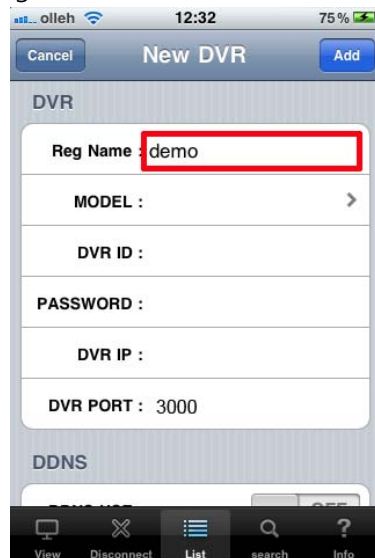 olleh 12:32 75%
Cancel New DVR Add
DVR
Reg Name : demo
MODEL :
DVR ID :
PASSWORD :
DVR IP :
DVR PORT : 3000
DDNS
OFF
View Disconnect List search Info